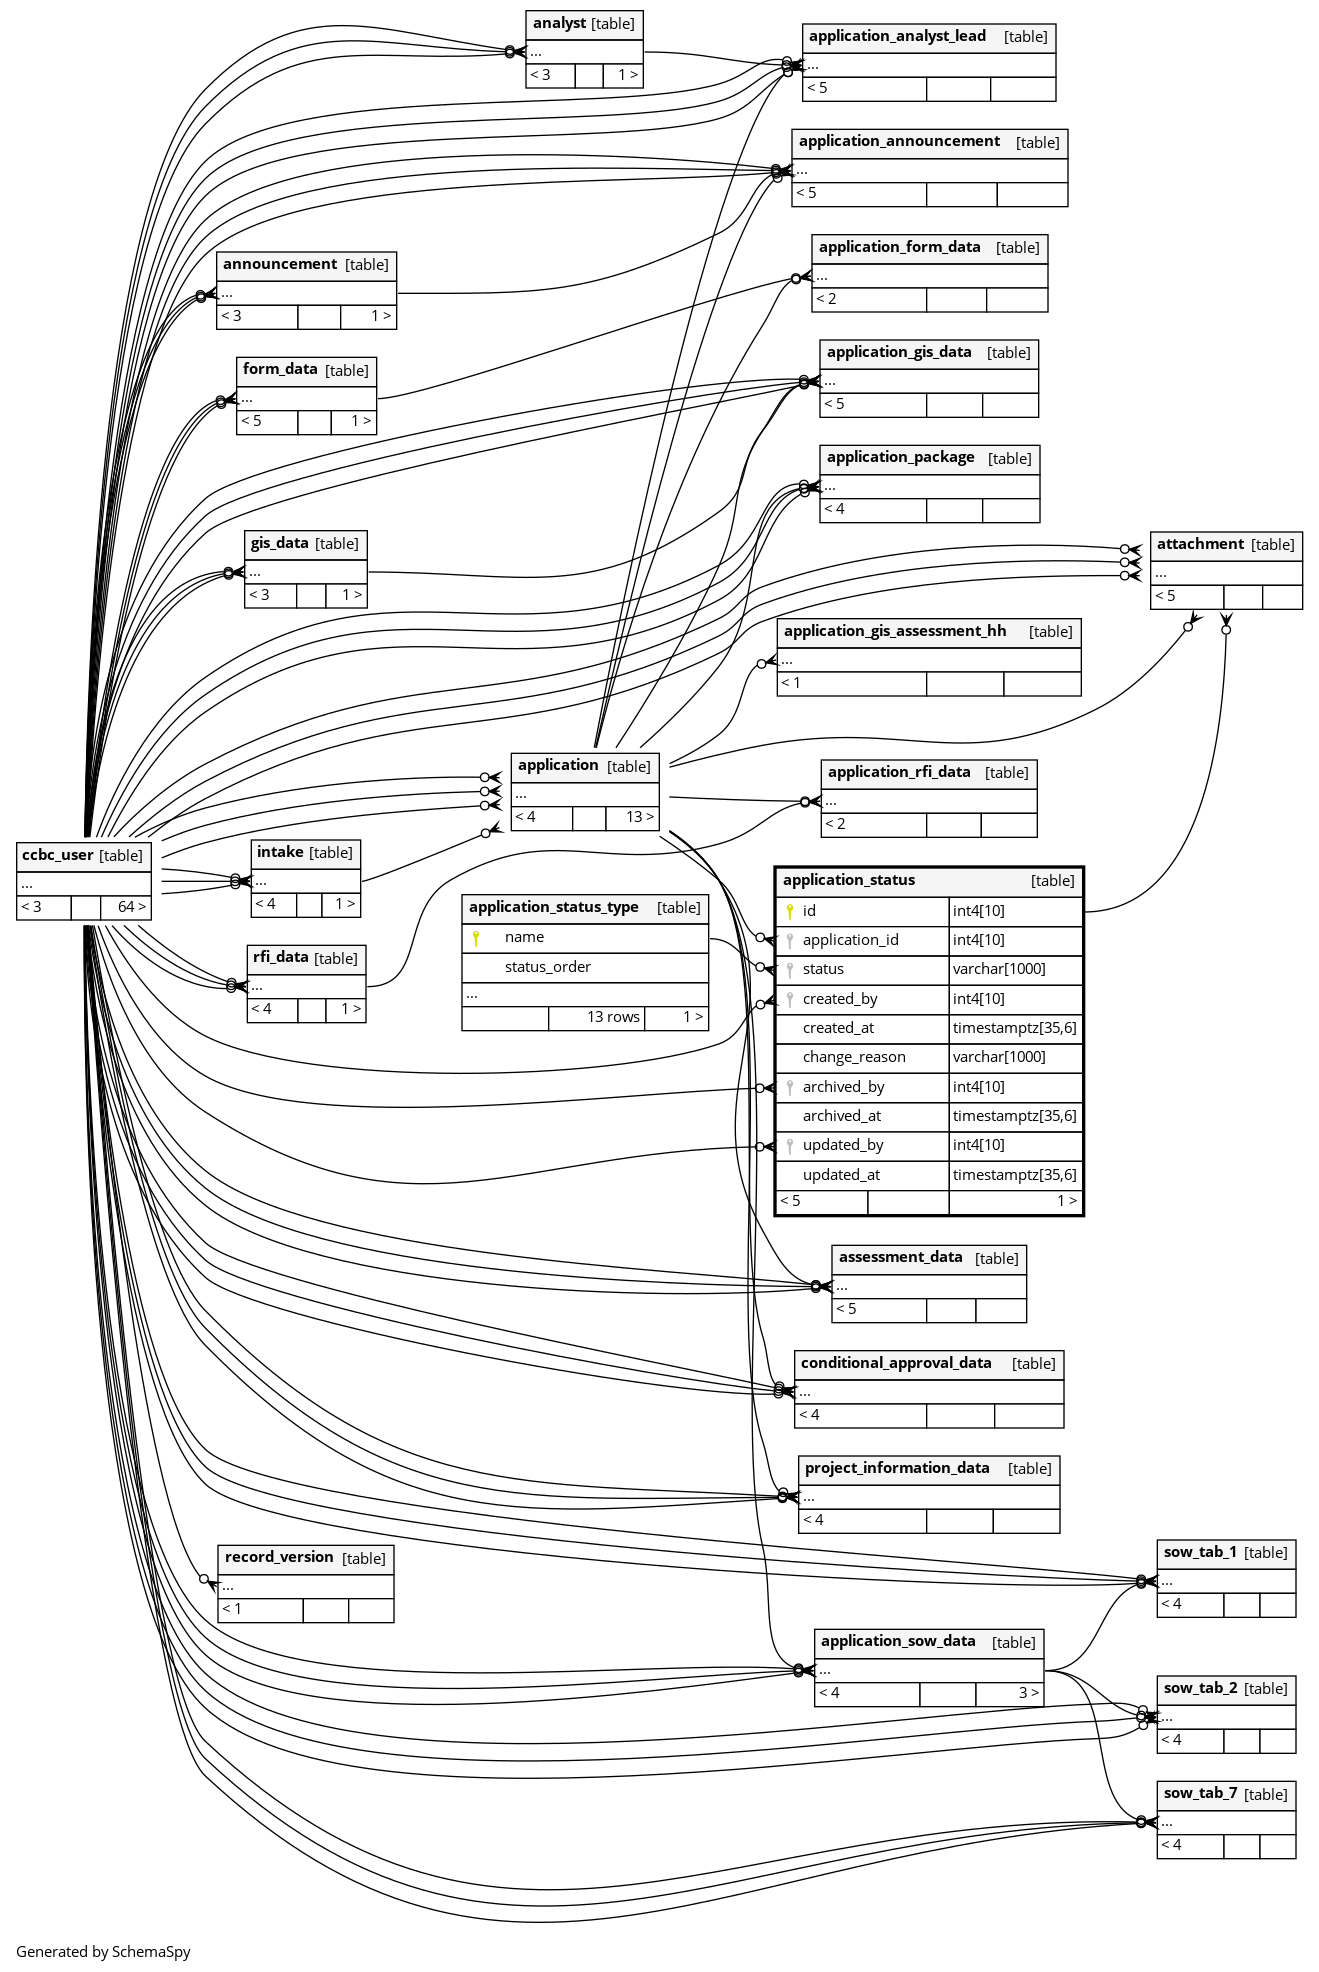 analyst [table]
...
< 3 1 >
application_analyst_lead [table]
...
< 5
application_announcement [table]
...
< 5
application_form_data [table]
...
< 2
announcement [table]
...
< 3 1 >
application_gis_data [table]
...
< 5
form_data [table]
...
< 5 1 >
application_package [table]
...
< 4
gis_data [table]
...
< 3 1 >
attachment [table]
...
< 5
application_gis_assessment_hh [table]
...
< 1
application [table]
...
< 4 13 >
application_rfi_data [table]
...
< 2
ccbc_user [table]
...
< 3 64 >
intake [table]
...
< 4 1 >
rfi_data [table]
...
< 4 1 >
application_status_type [table]
name
status_order
...
13 rows 1 >
application_status [table]
id int4[10]
application_id int4[10]
status varchar[1000]
created_by int4[10]
created_at timestamptz[35,6]
change_reason varchar[1000]
archived_by int4[10]
archived_at timestamptz[35,6]
updated_by int4[10]
updated_at timestamptz[35,6]
< 5 1 >
assessment_data [table]
...
< 5
conditional_approval_data [table]
...
< 4
project_information_data [table]
...
< 4
record_version [table]
...
< 1
sow_tab_1 [table]
...
< 4
application_sow_data [table]
...
< 4 3 >
sow_tab_2 [table]
...
< 4
sow_tab_7 [table]
...
< 4
Generated by SchemaSpy